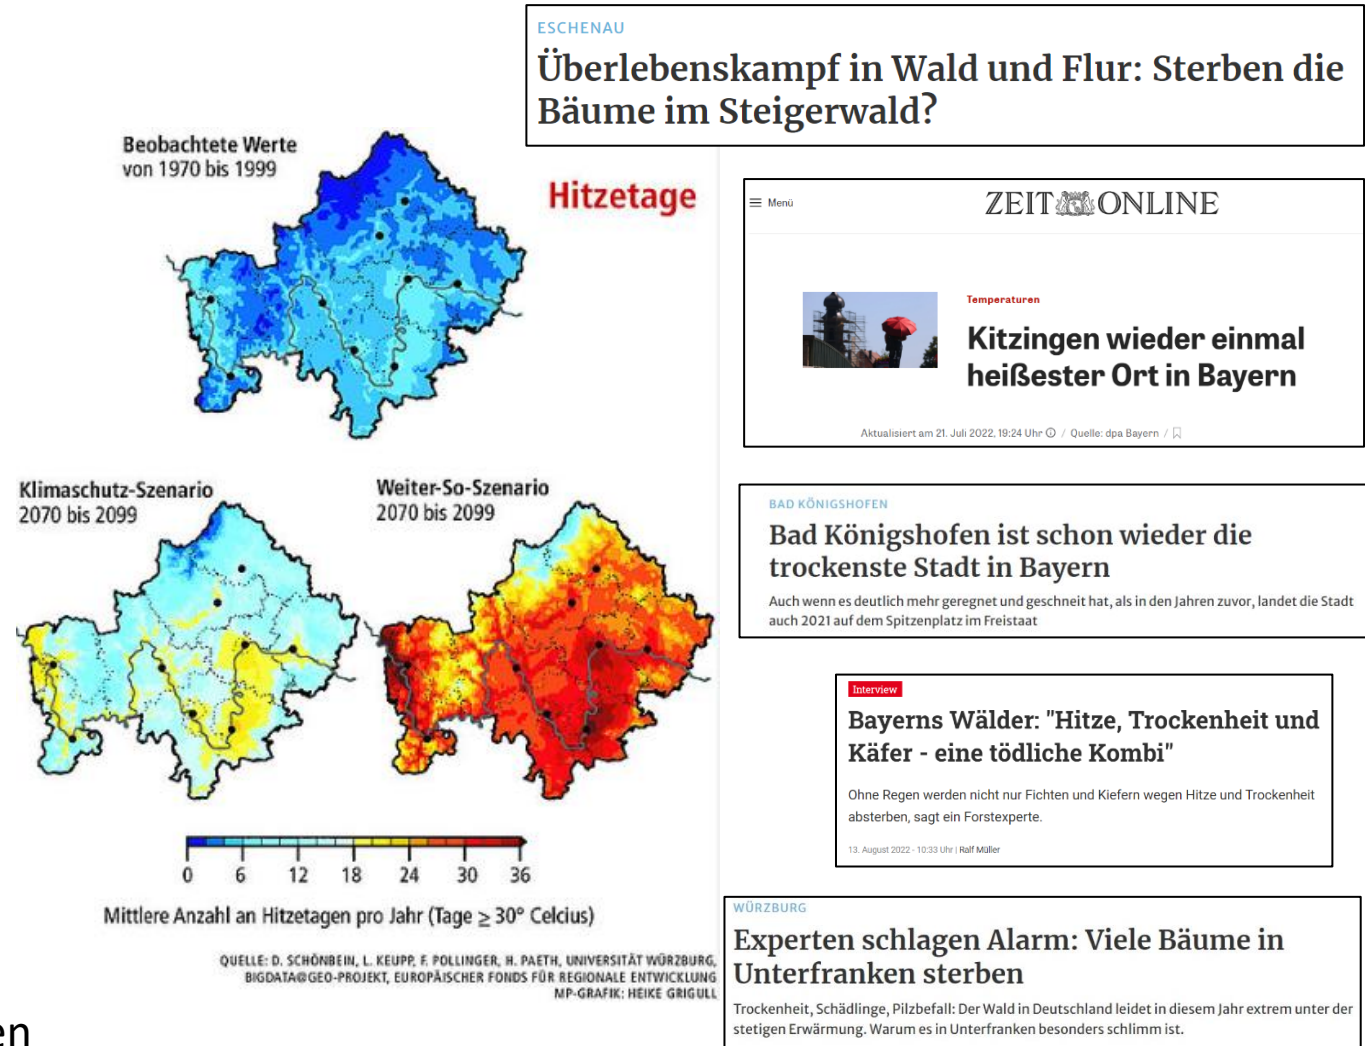 ESCHENAU
Überlebenskampf in Wald und Flur: Sterben die
Bäume im Steigerwald?
Beobachtete Werte
von 1970 bis 1999
Hitzetage
Menü
ZEIT ONLINE
Temperaturen
Kitzingen wieder einmal
heißester Ort in Bayern
Aktualisiert am 21. Juli 2022, 19:24 Uhr / Quelle: dpa Bayern /
Klimaschutz-Szenario
2070 bis 2099
Weiter-So-Szenario
2070 bis 2099
BAD KÖNIGSHOFEN
Bad Königshofen ist schon wieder die
trockenste Stadt in Bayern
Auch wenn es deutlich mehr geregnet und geschneit hat, als in den Jahren zuvor, landet die Stadt
auch 2021 auf dem Spitzenplatz im Freistaat
Interview
Bayerns Wälder: "Hitze, Trockenheit und
Käfer - eine tödliche Kombi"
Ohne Regen werden nicht nur Fichten und Kiefern wegen Hitze und Trockenheit
absterben, sagt ein Forstexperte.
13. August 2022 - 10:33 Uhr | Ralf Müller
0 6 12 18 24 30 36
Mittlere Anzahl an Hitzetagen pro Jahr (Tage ≥ 30° Celcius)
QUELLE: D. SCHÖNBEIN, L. KEUPP, F. POLLINGER, H. PAETH, UNIVERSITÄT WÜRZBURG,
BIGDATA@GEO-PROJEKT, EUROPÄISCHER FONDS FÜR REGIONALE ENTWICKLUNG
MP-GRAFIK: HEIKE GRIGULL
WÜRZBURG
Experten schlagen Alarm: Viele Bäume in
Unterfranken sterben
Trockenheit, Schädlinge, Pilzbefall: Der Wald in Deutschland leidet in diesem Jahr extrem unter der
stetigen Erwärmung. Warum es in Unterfranken besonders schlimm ist.
en